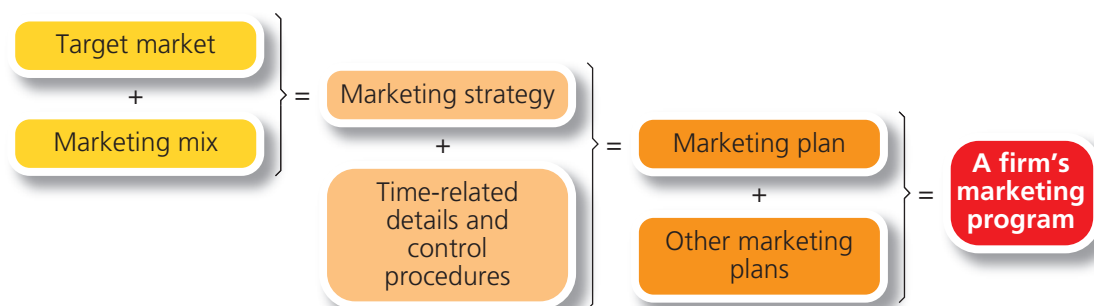 Target market
+
Marketing mix
=
Marketing strategy
+
Time-related
details and
control
procedures
=
Marketing plan
+
Other marketing
plans
=
A firm's
marketing
program